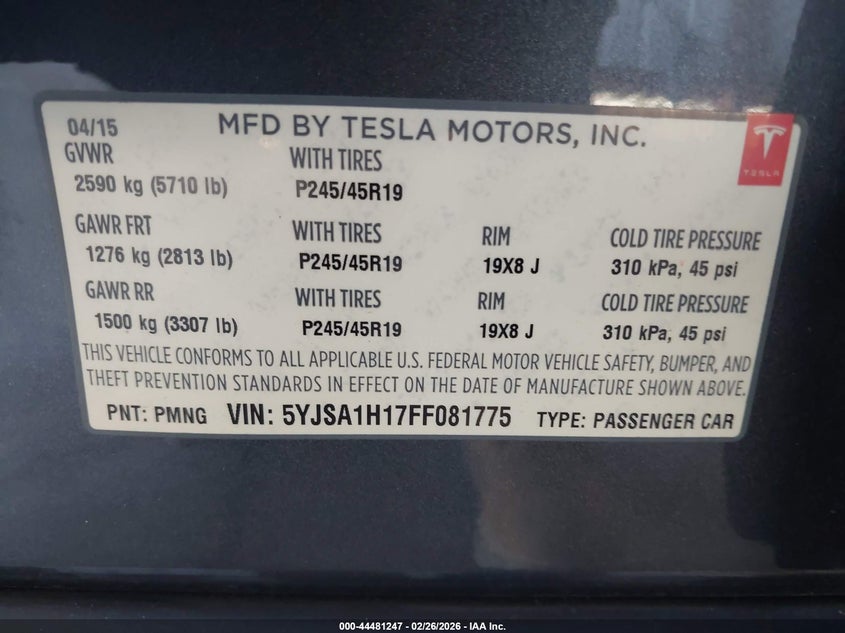 04/15 MFD BY TESLA MOTORS, INC.
GVWR WITH TIRES
2590 kg (5710 lb) P245/45R19
TESLA
GAWR FRT WITH TIRES RIM COLD TIRE PRESSURE
1276 kg (2813 lb) P245/45R19 19X8 J 310 kPa, 45 psi
GAWR RR WITH TIRES RIM COLD TIRE PRESSURE
1500 kg (3307 lb) P245/45R19 19X8 J 310 kPa, 45 psi
THIS VEHICLE CONFORMS TO ALL APPLICABLE U.S. FEDERAL MOTOR VEHICLE SAFETY, BUMPER, AND
THEFT PREVENTION STANDARDS IN EFFECT ON THE DATE OF MANUFACTURE SHOWN ABOVE.
PNT: PMNG VIN: 5YJSA1H17FF081775 TYPE: PASSENGER CAR
000-44481247 - 02/26/2026 - IAA Inc.